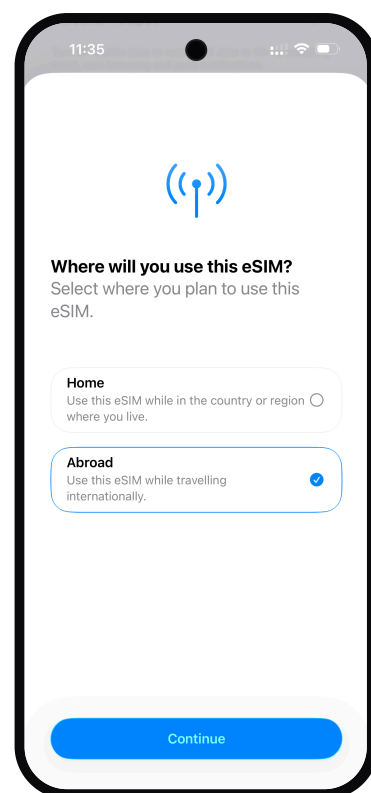 11:35
Where will you use this eSIM?
Select where you plan to use this
eSIM.
Home
Use this eSIM while in the country or region
where you live.
Abroad
Use this eSIM while travelling
internationally.
Continue